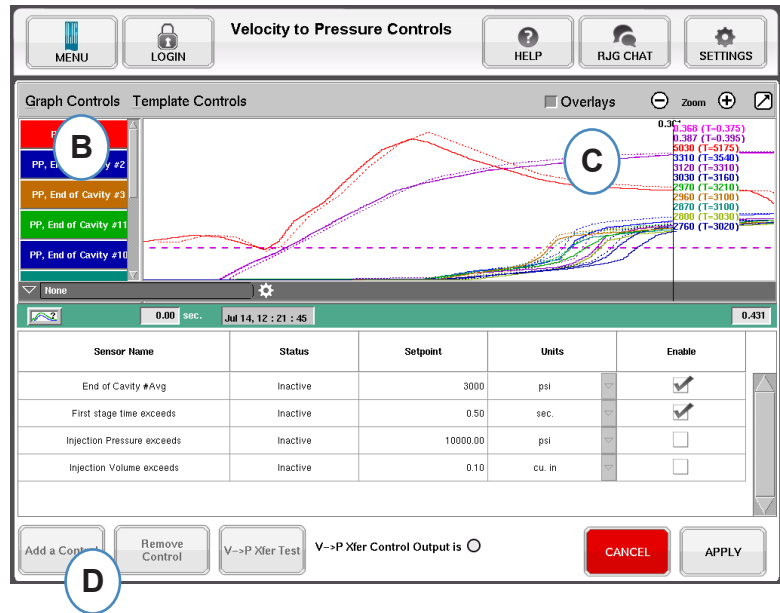 Velocity to Pressure Controls
MENU
LOGIN
HELP
RJG CHAT
SETTINGS
Graph Controls Template Controls
Overlays
Zoom
B
PP, End of Cavity #3
PP, End of Cavity #11
PP, End of Cavity #10
C
0.368 (T=0.375)
0.387 (T=0.395)
5030 (T=5175)
3310 (T=3540)
3120 (T=3310)
3030 (T=3160)
2970 (T=3210)
2960 (T=3100)
2870 (T=3100)
2800 (T=3030)
2760 (T=3020)
None
0.00 sec. Jul 14, 12 : 21 : 45 0.431
Sensor Name Status Setpoint Units Enable
End of Cavity #Avg Inactive 3000 psi
First stage time exceeds Inactive 0.50 sec.
Injection Pressure exceeds Inactive 10000.00 psi
Injection Volume exceeds Inactive 0.10 cu. in
Add a
D
Remove
Control
V->P Xfer Test
V->P Xfer Control Output is
CANCEL
APPLY